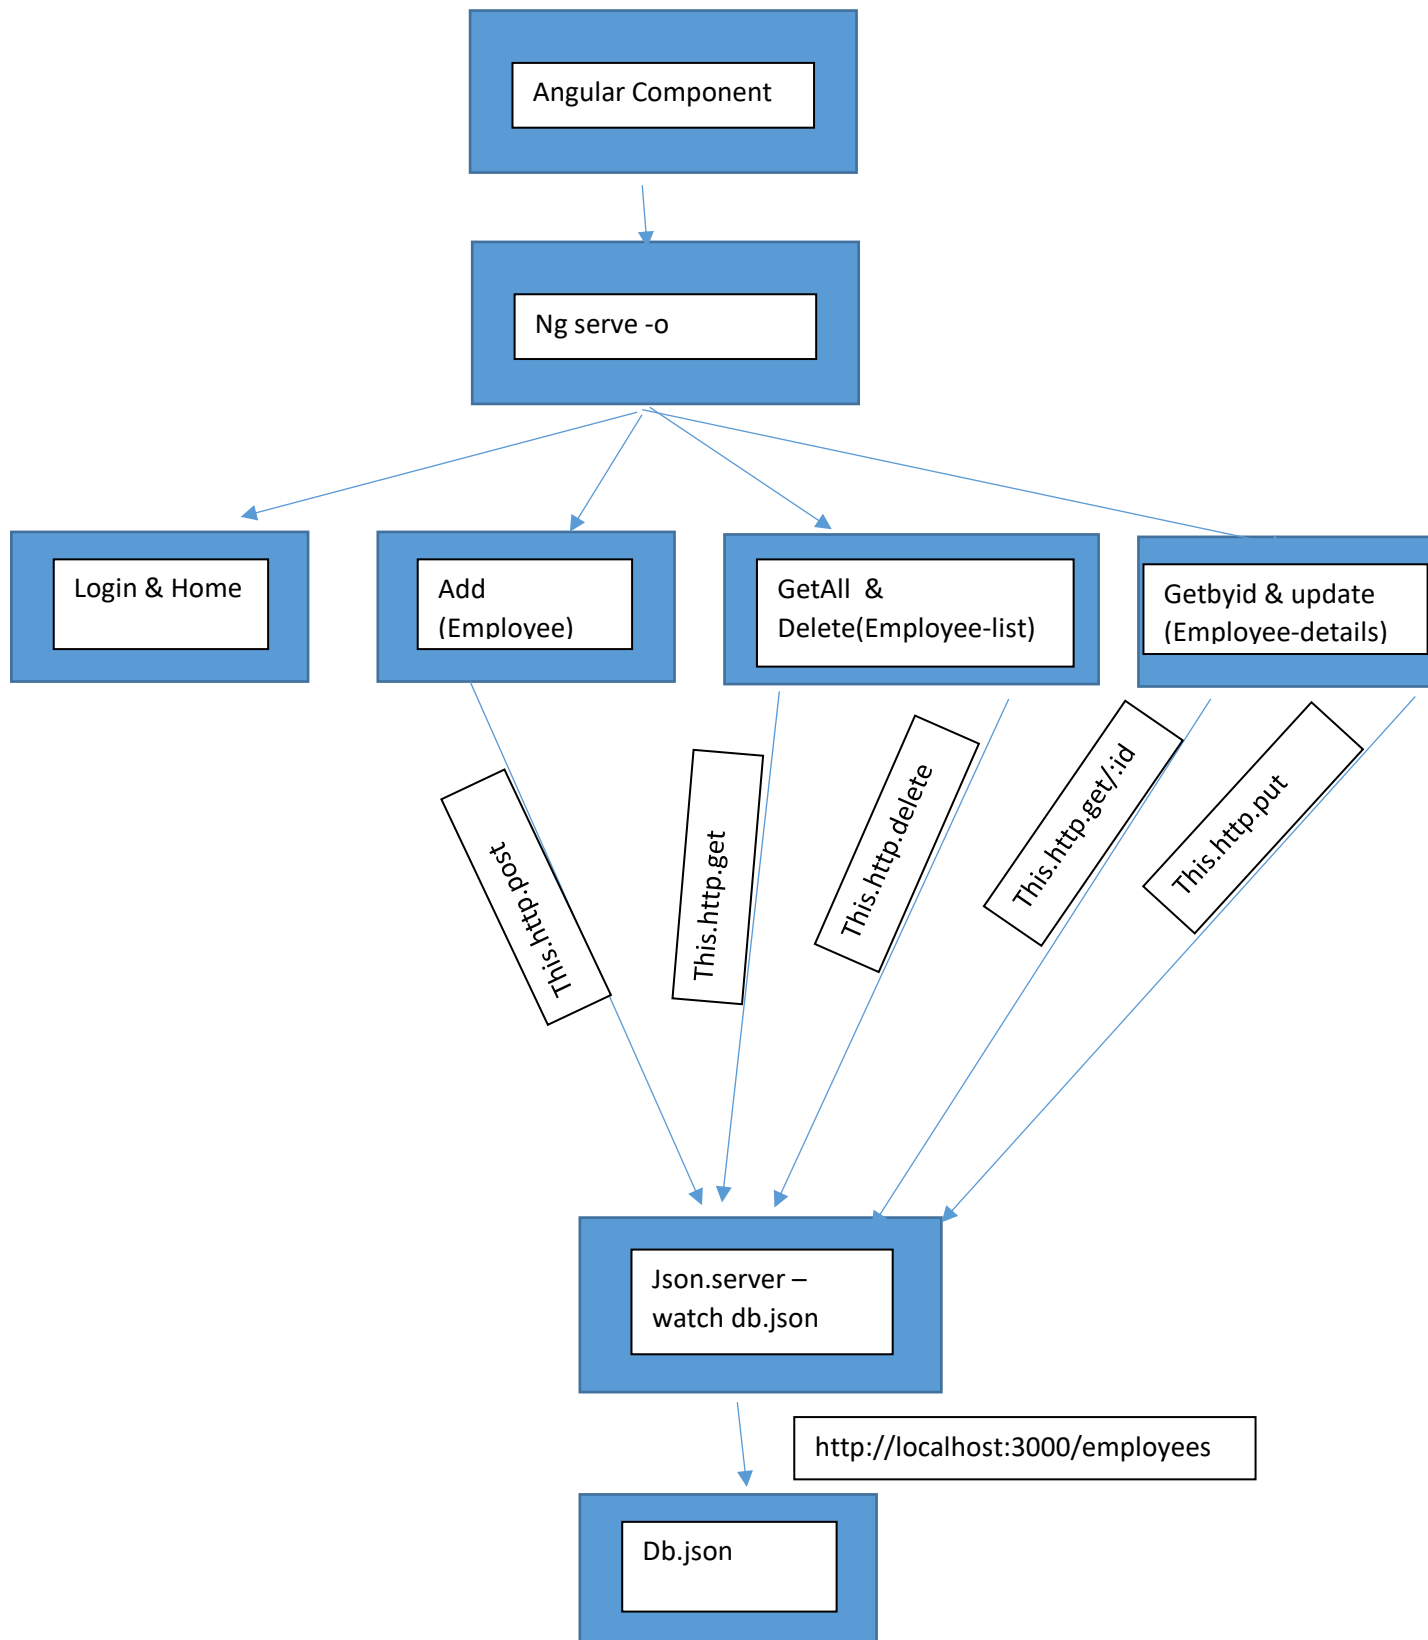 Angular Component
Ng serve -o
Login & Home
Add
(Employee)
GetAll  &
Delete(Employee-list)
Getbyid & update
(Employee-details)
This.http.post
This.http.get
This.http.delete
This.http.get/:id
This.http.put
Json.server –
watch db.json
http://localhost:3000/employees
Db.json